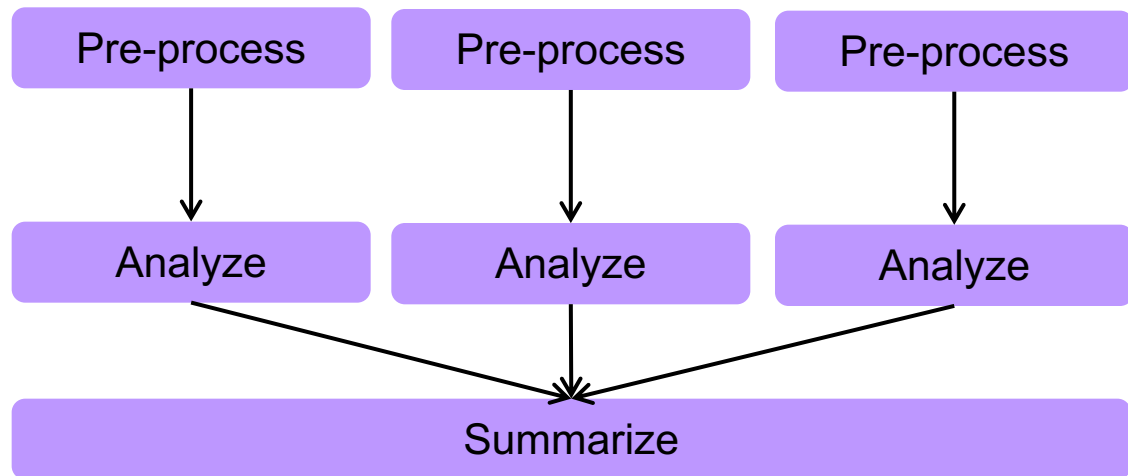 Pre-process
Pre-process
Pre-process
Analyze
Analyze
Analyze
Summarize